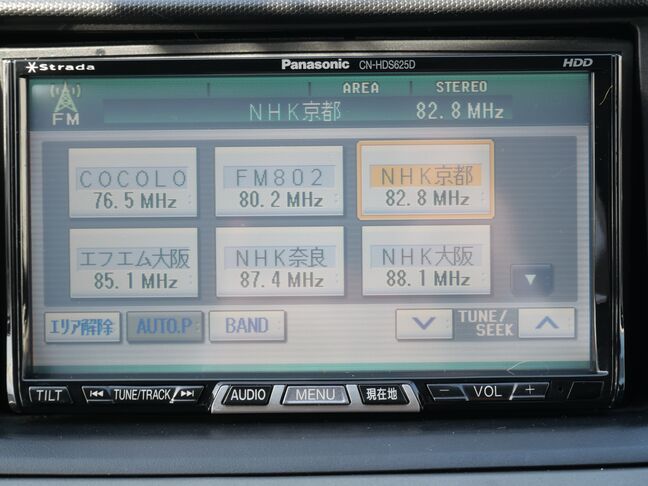 Strada Panasonic CN-HDS625D HDD
AREA STEREO
FM NHK京都 82.8 MHz
COCOLO FM802 NHK京都
76.5 MHz 80.2 MHz 82.8 MHz
エフエム大阪 NHK奈良 NHK大阪
85.1 MHz 87.4 MHz 88.1 MHz
エリア解除 AUTO.P BAND TUNE/
SEEK
TILT TUNE/TRACK AUDIO MENU 現在地 − VOL +